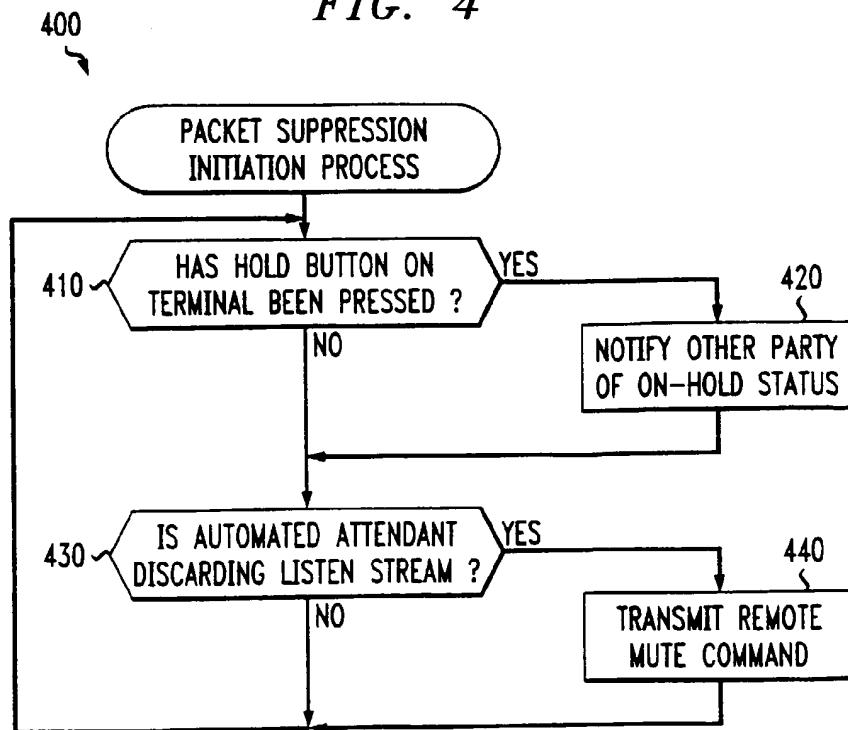 FIG. 4
400
PACKET SUPPRESSION
INITIATION PROCESS
410
HAS HOLD BUTTON ON
TERMINAL BEEN PRESSED ?
YES
NO
420
NOTIFY OTHER PARTY
OF ON-HOLD STATUS
430
IS AUTOMATED ATTENDANT
DISCARDING LISTEN STREAM ?
YES
NO
440
TRANSMIT REMOTE
MUTE COMMAND